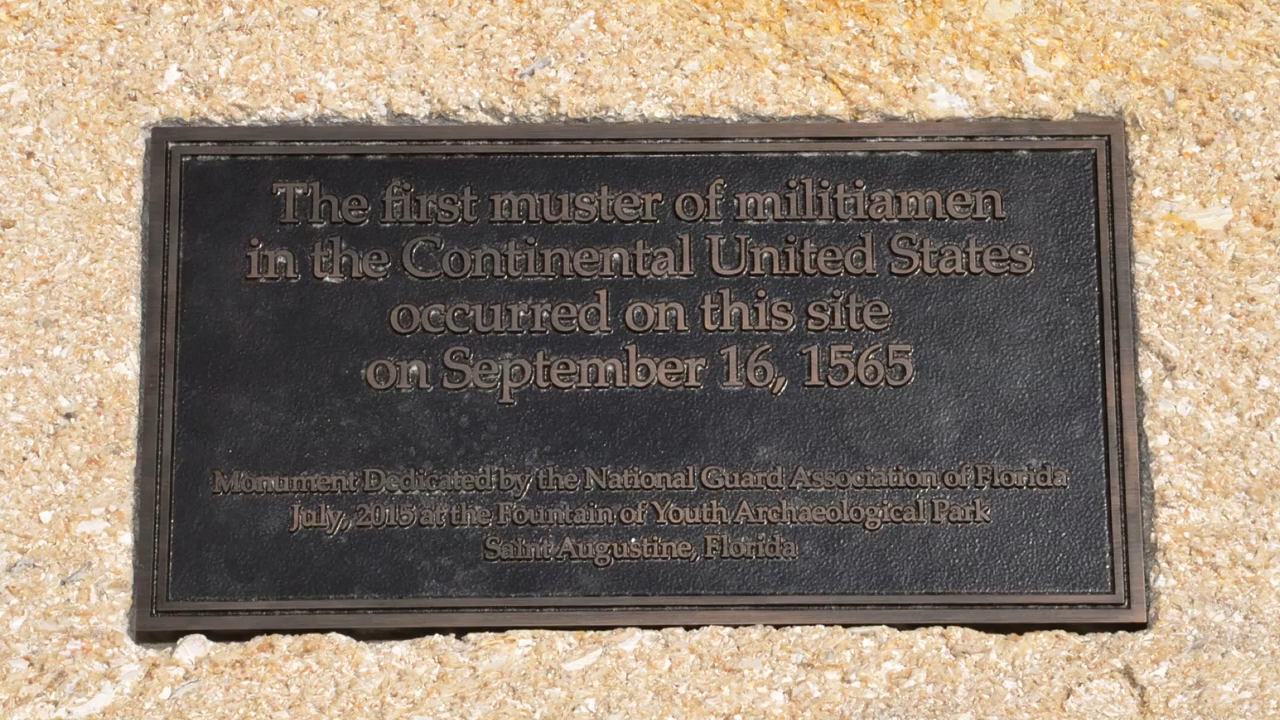 The first muster of militiamen
in the Continental United States
occurred on this site
on September 16, 1565
Monument Dedicated by the National Guard Association of Florida
July, 2015 at the Fountain of Youth Archaeological Park
Saint Augustine, Florida